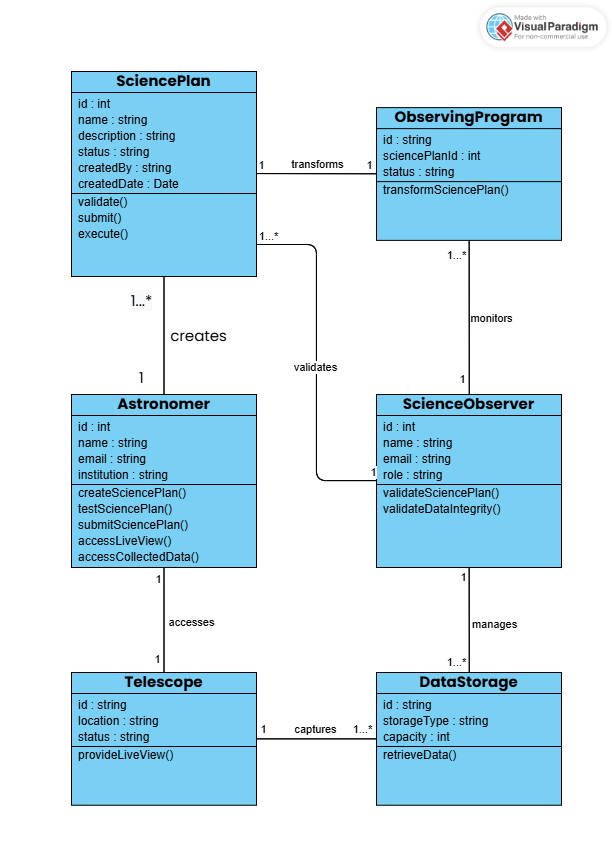 Made with
VisualParadigm
For non-commercial use
SciencePlan
id : int
name : string
description : string
status : string
createdBy : string
createdDate : Date
validate()
submit()
execute()
ObservingProgram
id : string
sciencePlanId : int
status : string
transformSciencePlan()
1
transforms
1
1...*
1...*
1...*
monitors
creates
validates
1
1
Astronomer
id : int
name : string
email : string
institution : string
createSciencePlan()
testSciencePlan()
submitSciencePlan()
accessLiveView()
accessCollectedData()
ScienceObserver
id : int
name : string
email : string
role : string
1
validateSciencePlan()
validateDataIntegrity()
1
1
accesses
manages
1
1...*
Telescope
id : string
location : string
status : string
provideLiveView()
1
captures
1...*
DataStorage
id : string
storageType : string
capacity : int
retrieveData()